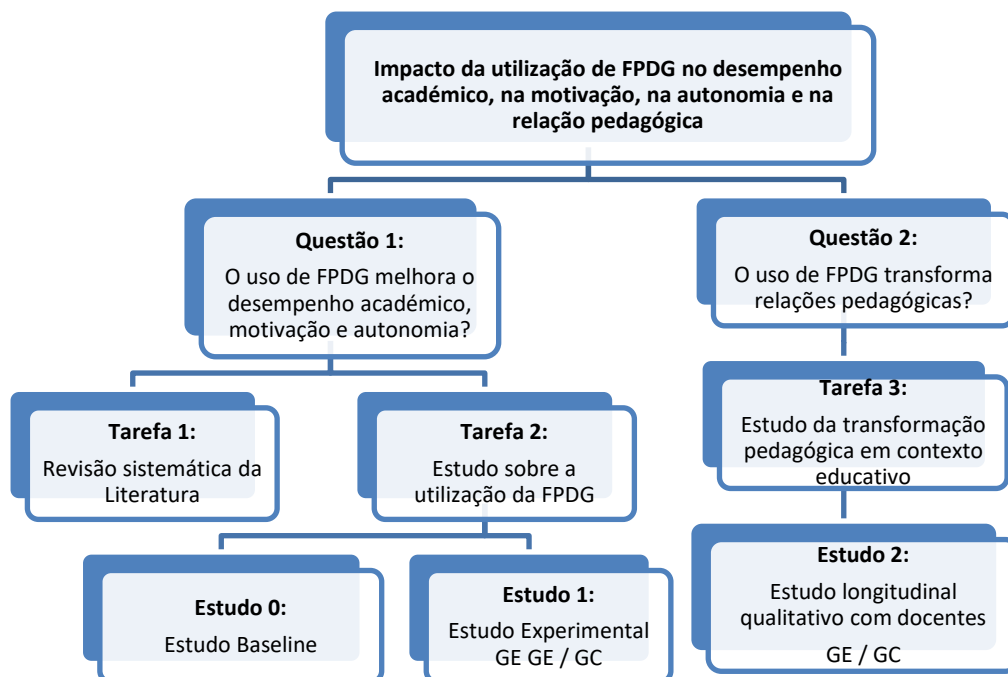 Impacto da utilização de FPDG no desempenho
académico, na motivação, na autonomia e na
relação pedagógica
Questão 1:
O uso de FPDG melhora o
desempenho académico,
motivação e autonomia?
Questão 2:
O uso de FPDG transforma
relações pedagógicas?
Tarefa 1:
Revisão sistemática da
Literatura
Tarefa 2:
Estudo sobre a
utilização da FPDG
Tarefa 3:
Estudo da transformação
pedagógica em contexto
educativo
Estudo 0:
Estudo Baseline
Estudo 1:
Estudo Experimental
GE GE / GC
Estudo 2:
Estudo longitudinal
qualitativo com docentes
GE / GC